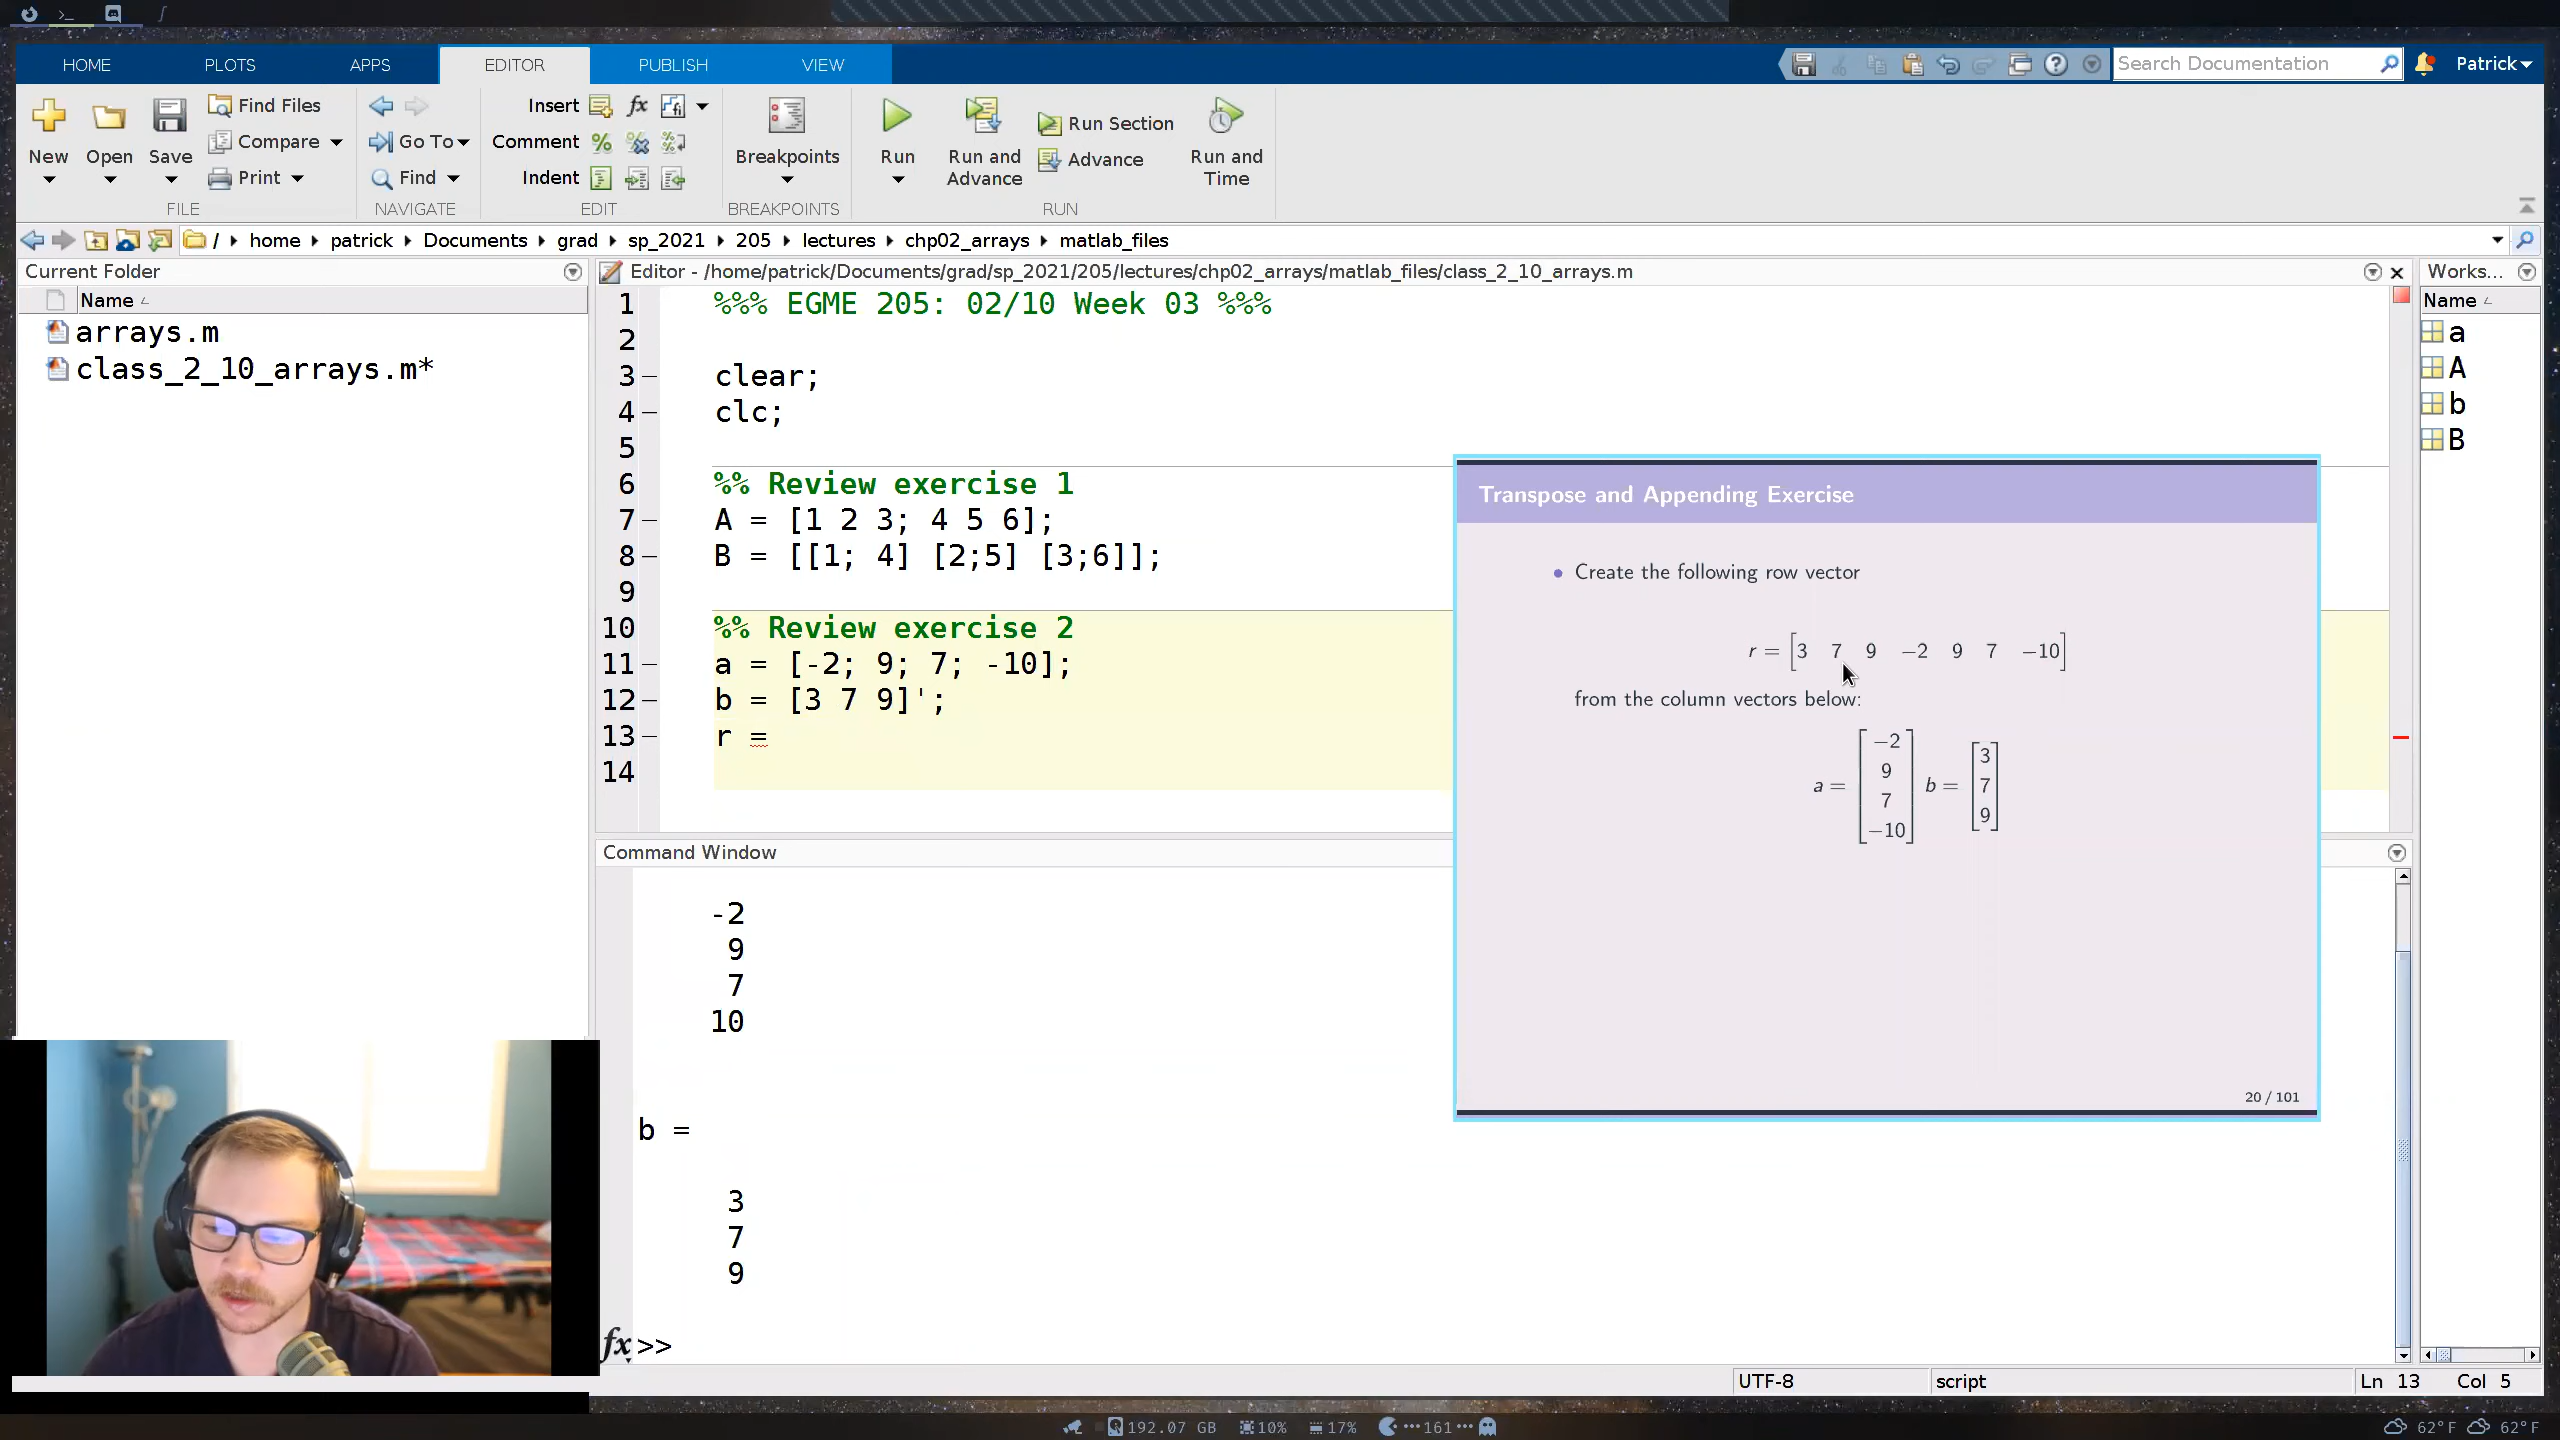 HOME PLOTS APPS EDITOR PUBLISH VIEW Search Documentation Patrick
New Open Save Find Files Compare Print FILE
Go To Find NAVIGATE
Insert fx Comment Indent EDIT
Breakpoints BREAKPOINTS
Run Run and Advance Run Section Advance Run and Time RUN
/ home patrick Documents grad sp_2021 205 lectures chp02_arrays matlab_files
Current Folder
Name
arrays.m
class_2_10_arrays.m*
Editor - /home/patrick/Documents/grad/sp_2021/205/lectures/chp02_arrays/matlab_files/class_2_10_arrays.m
1 %%% EGME 205: 02/10 Week 03 %%%
2
3 clear;
4 clc;
5
6 %% Review exercise 1
7 A = [1 2 3; 4 5 6];
8 B = [[1; 4] [2;5] [3;6]];
9
10 %% Review exercise 2
11 a = [-2; 9; 7; -10];
12 b = [3 7 9]';
13 r =
14
Transpose and Appending Exercise
• Create the following row vector
r = [3 7 9 −2 9 7 −10]
from the column vectors below:
a = [−2 9 7 −10] b = [3 7 9]
20 / 101
Works...
Name
a
A
b
B
Command Window
-2
9
7
10
b =
3
7
9
fx >>
UTF-8 script Ln 13 Col 5
192.07 GB 10% 17% 161 62°F 62°F